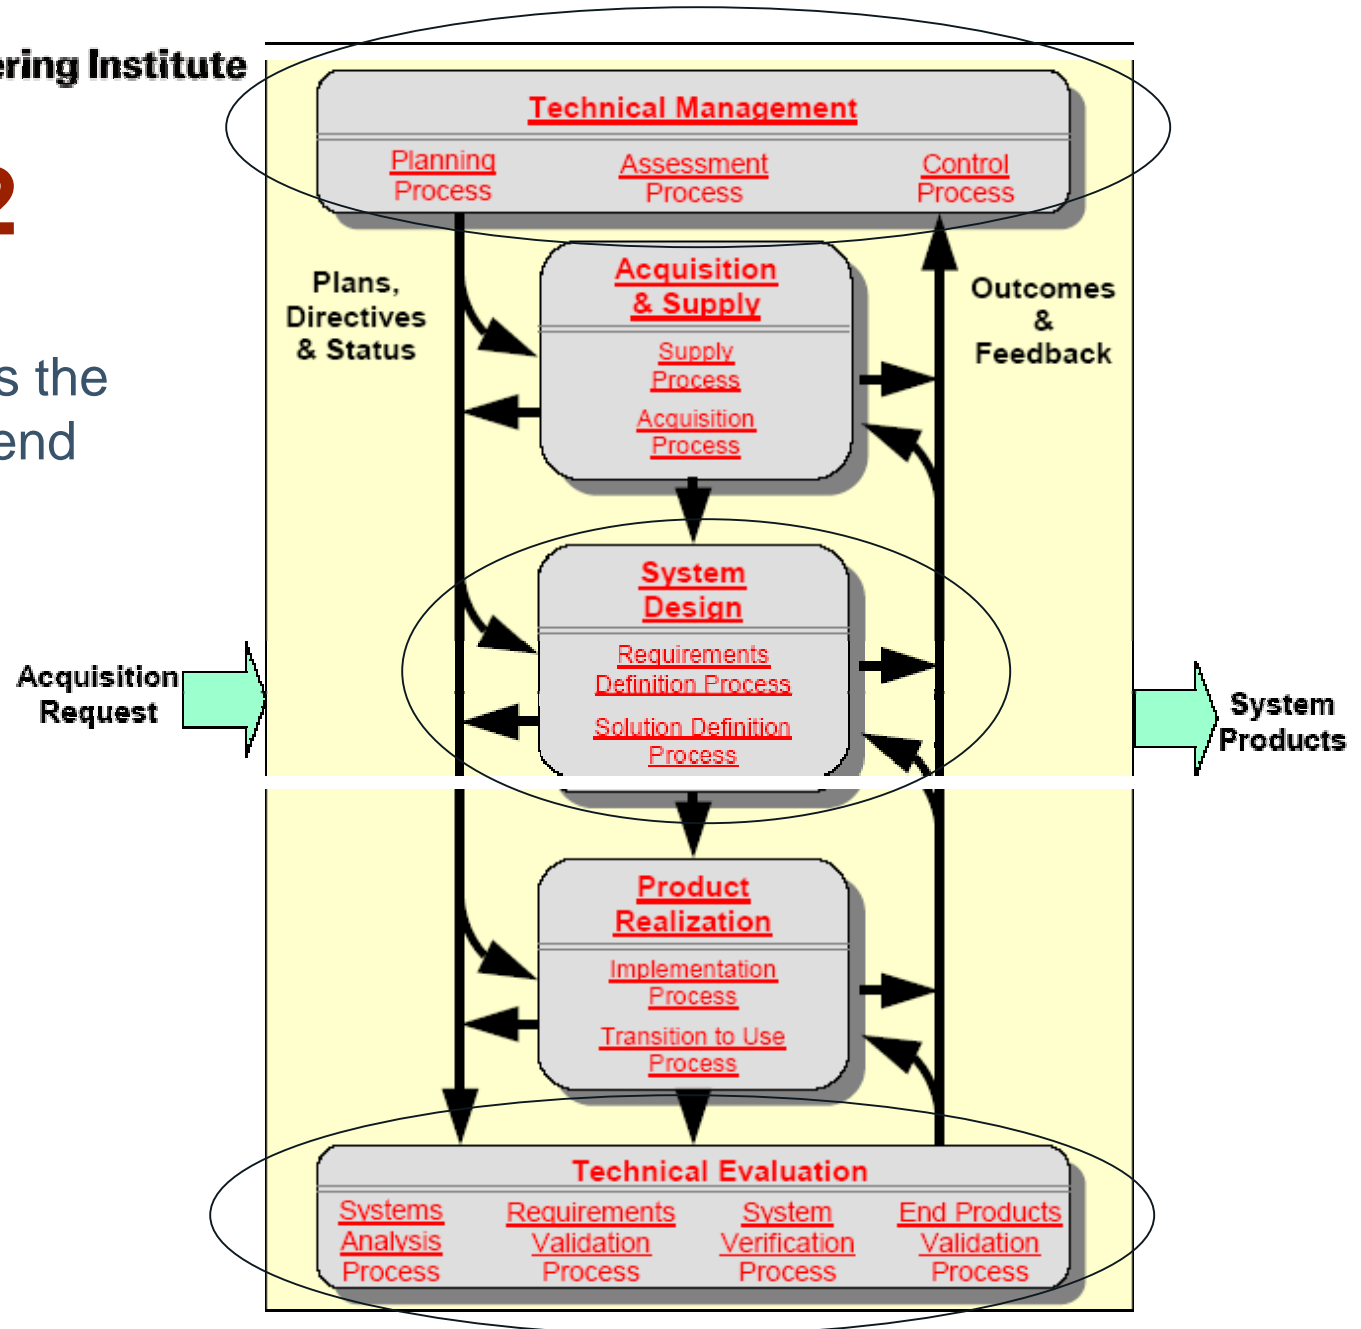 ering Institute
2
s the
end
Technical Management
Planning
Process
Assessment
Process
Control
Process
Plans,
Directives
& Status
Acquisition
& Supply
Supply
Process
Acquisition
Process
Outcomes
&
Feedback
System
Design
Requirements
Definition Process
Solution Definition
Process
Acquisition
Request
System
Products
Product
Realization
Implementation
Process
Transition to Use
Process
Technical Evaluation
Systems
Analysis
Process
Requirements
Validation
Process
System
Verification
Process
End Products
Validation
Process